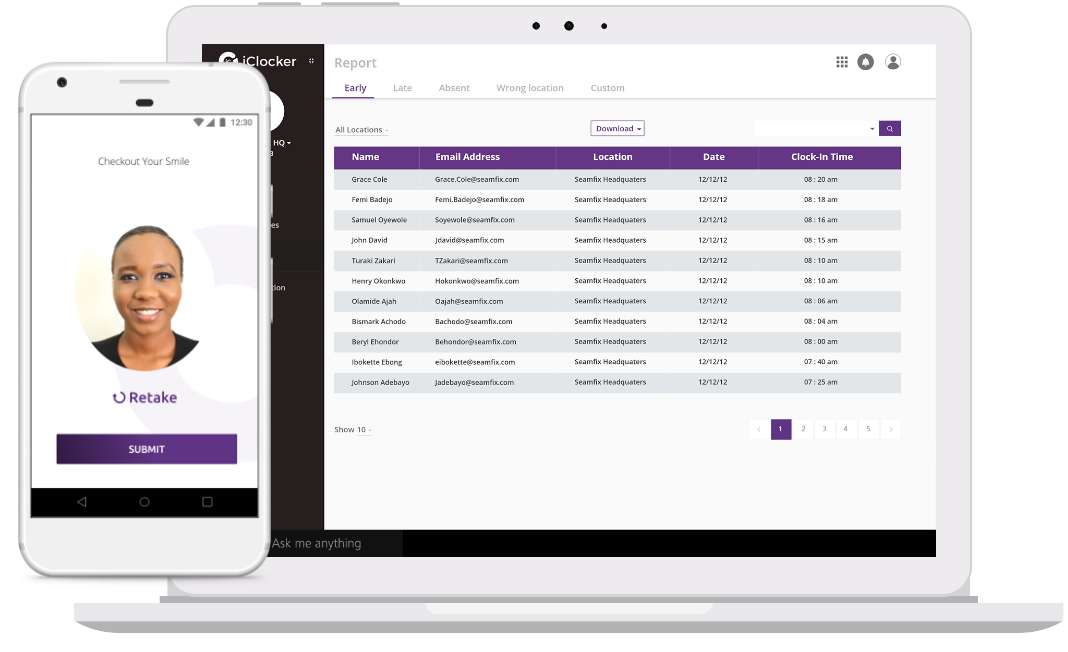 12:30
Checkout Your Smile
Retake
SUBMIT
iClocker
HQ
Report
Early Late Absent Wrong location Custom
All Locations
Download
Name Email Address Location Date Clock-In Time
Grace Cole Grace.Cole@seamfix.com Seamfix Headquaters 12/12/12 08 : 20 am
Femi Badejo Femi.Badejo@seamfix.com Seamfix Headquaters 12/12/12 08 : 18 am
Samuel Oyewole Soyewole@seamfix.com Seamfix Headquaters 12/12/12 08 : 16 am
John David Jdavid@seamfix.com Seamfix Headquaters 12/12/12 08 : 15 am
Turaki Zakari TZakari@seamfix.com Seamfix Headquaters 12/12/12 08 : 10 am
Henry Okonkwo Hokonkwo@seamfix.com Seamfix Headquaters 12/12/12 08 : 10 am
Olamide Ajah Oajah@seamfix.com Seamfix Headquaters 12/12/12 08 : 06 am
Bismark Achodo Bachodo@seamfix.com Seamfix Headquaters 12/12/12 08 : 04 am
Beryl Ehondor Behondor@seamfix.com Seamfix Headquaters 12/12/12 08 : 00 am
Ibokette Ebong eibokette@seamfix.com Seamfix Headquaters 12/12/12 07 : 40 am
Johnson Adebayo Jadebayo@seamfix.com Seamfix Headquaters 12/12/12 07 : 25 am
Show 10
1 2 3 4 5
Ask me anything